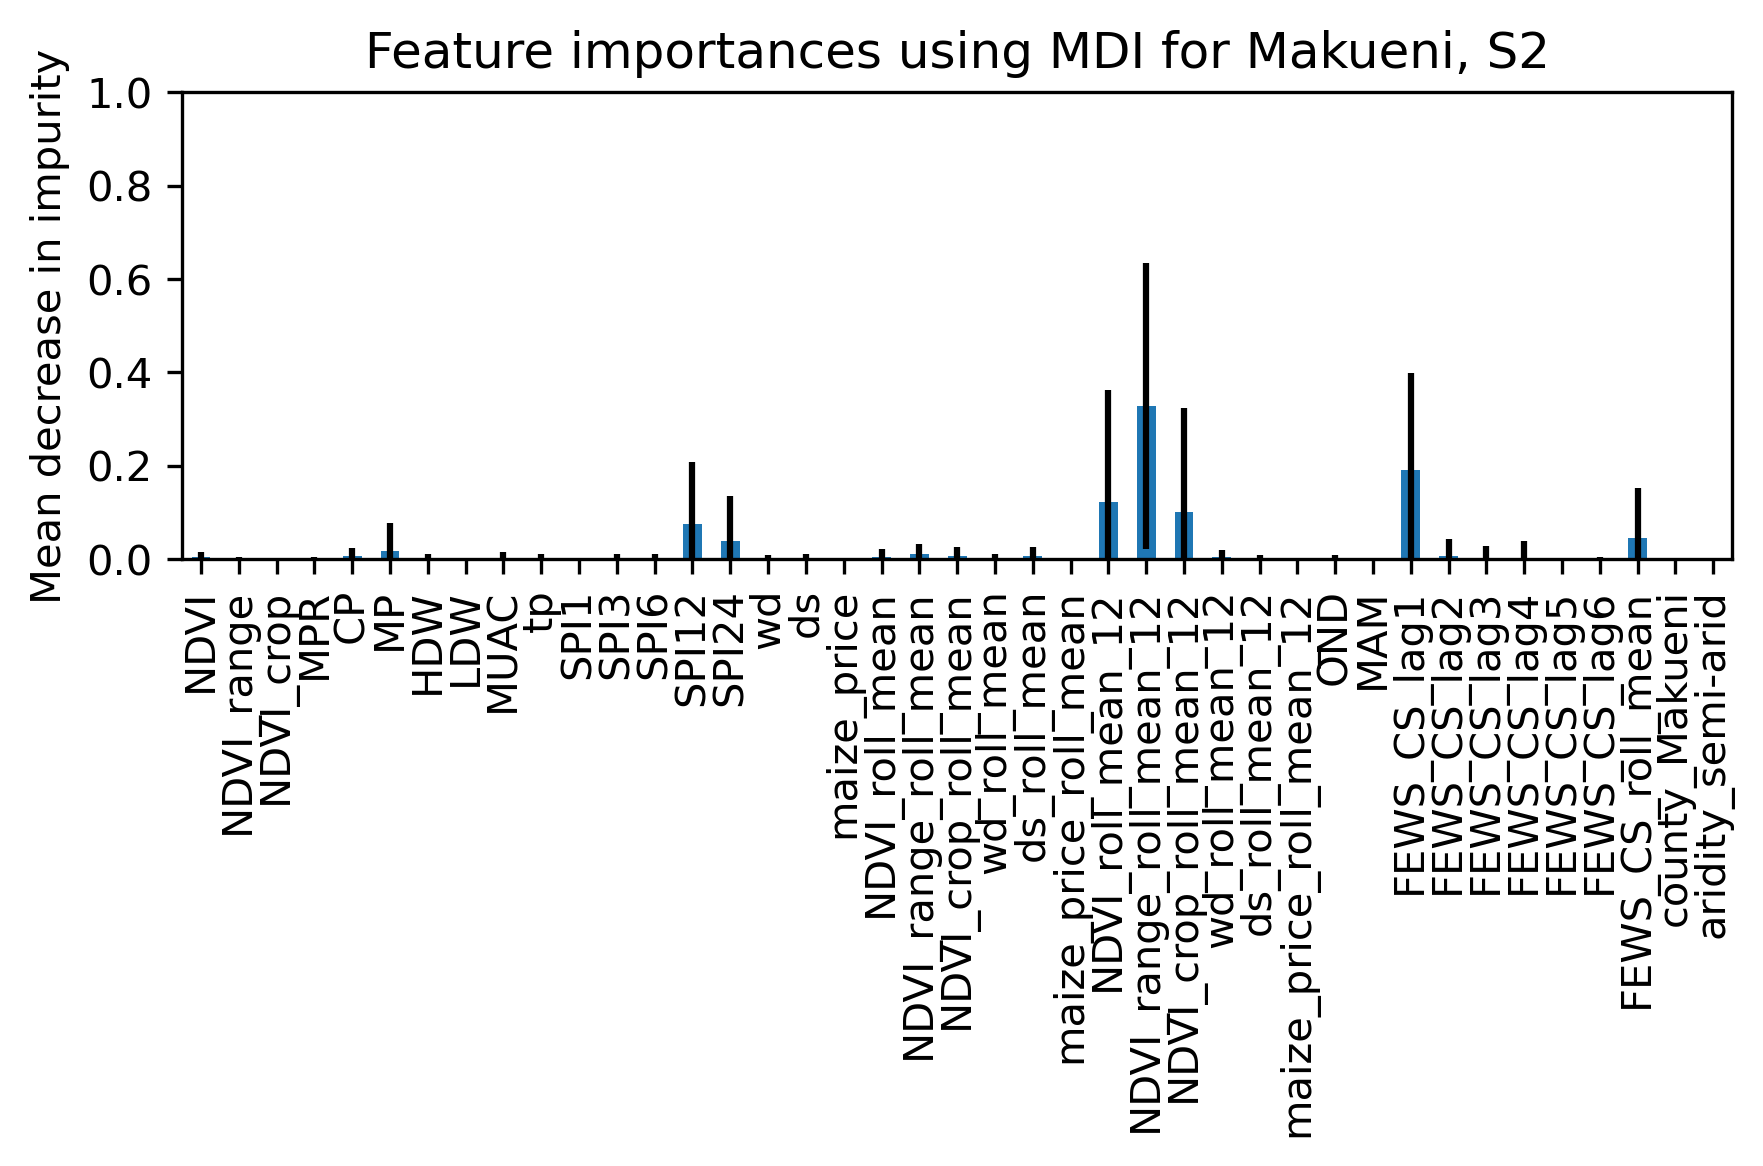 Feature importances using MDI for Makueni, S2
Mean decrease in impurity
1.0
0.8
0.6
0.4
0.2
0.0
NDVI
NDVI_range
NDVI_crop
MPR
CP
MP
HDW
LDW
MUAC
tp
SPI1
SPI3
SPI6
SPI12
SPI24
wd
ds
maize_price
NDVI_roll_mean
NDVI_range_roll_mean
NDVI_crop_roll_mean
wd_roll_mean
ds_roll_mean
maize_price_roll_mean
NDVI_roll_mean_12
NDVI_range_roll_mean_12
NDVI_crop_roll_mean_12
wd_roll_mean_12
ds_roll_mean_12
maize_price_roll_mean_12
OND
MAM
FEWS_CS_lag1
FEWS_CS_lag2
FEWS_CS_lag3
FEWS_CS_lag4
FEWS_CS_lag5
FEWS_CS_lag6
FEWS_CS_roll_mean
county_Makueni
aridity_semi-arid